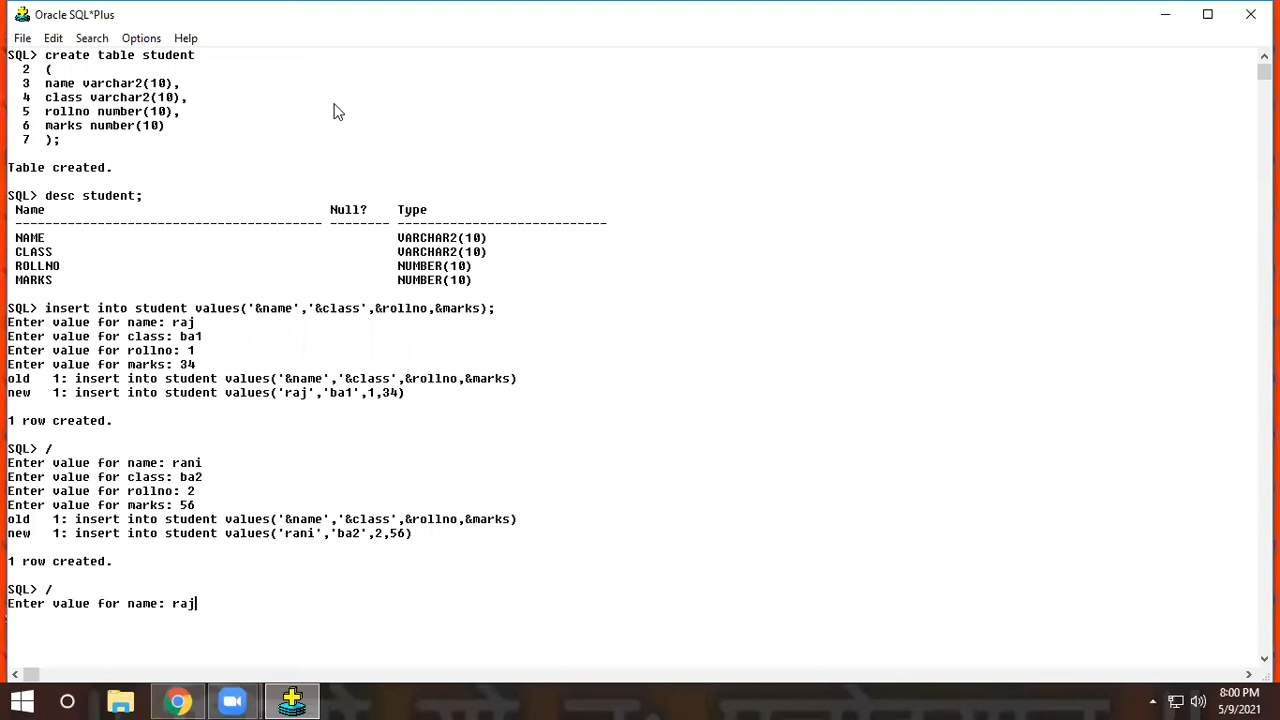 Oracle SQL*Plus
File Edit Search Options Help
SQL> create table student
2 (
3 name varchar2(10),
4 class varchar2(10),
5 rollno number(10),
6 marks number(10)
7 );
Table created.
SQL> desc student;
Name Null? Type
----------------------------------------- -------- ----------------------------
NAME VARCHAR2(10)
CLASS VARCHAR2(10)
ROLLNO NUMBER(10)
MARKS NUMBER(10)
SQL> insert into student values('&name','&class',&rollno,&marks);
Enter value for name: raj
Enter value for class: ba1
Enter value for rollno: 1
Enter value for marks: 34
old 1: insert into student values('&name','&class',&rollno,&marks)
new 1: insert into student values('raj','ba1',1,34)
1 row created.
SQL> /
Enter value for name: rani
Enter value for class: ba2
Enter value for rollno: 2
Enter value for marks: 56
old 1: insert into student values('&name','&class',&rollno,&marks)
new 1: insert into student values('rani','ba2',2,56)
1 row created.
SQL> /
Enter value for name: raj
8:00 PM
5/9/2021